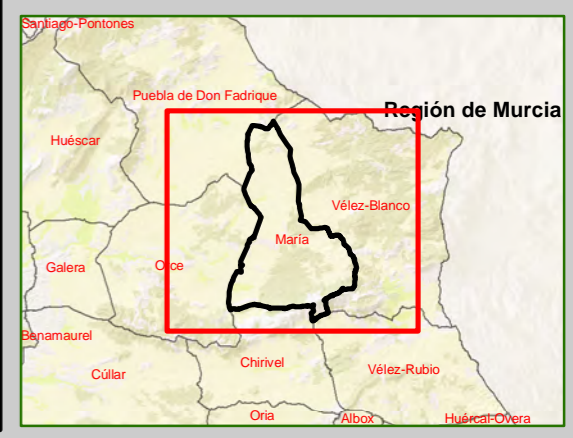 Santiago-Pontones
Puebla de Don Fadrique
Región de Murcia
Huéscar
Vélez-Blanco
María
Galera
Orce
Benamaurel
Chirivel
Cúllar
Vélez-Rubio
Oria
Albox
Huércal-Overa